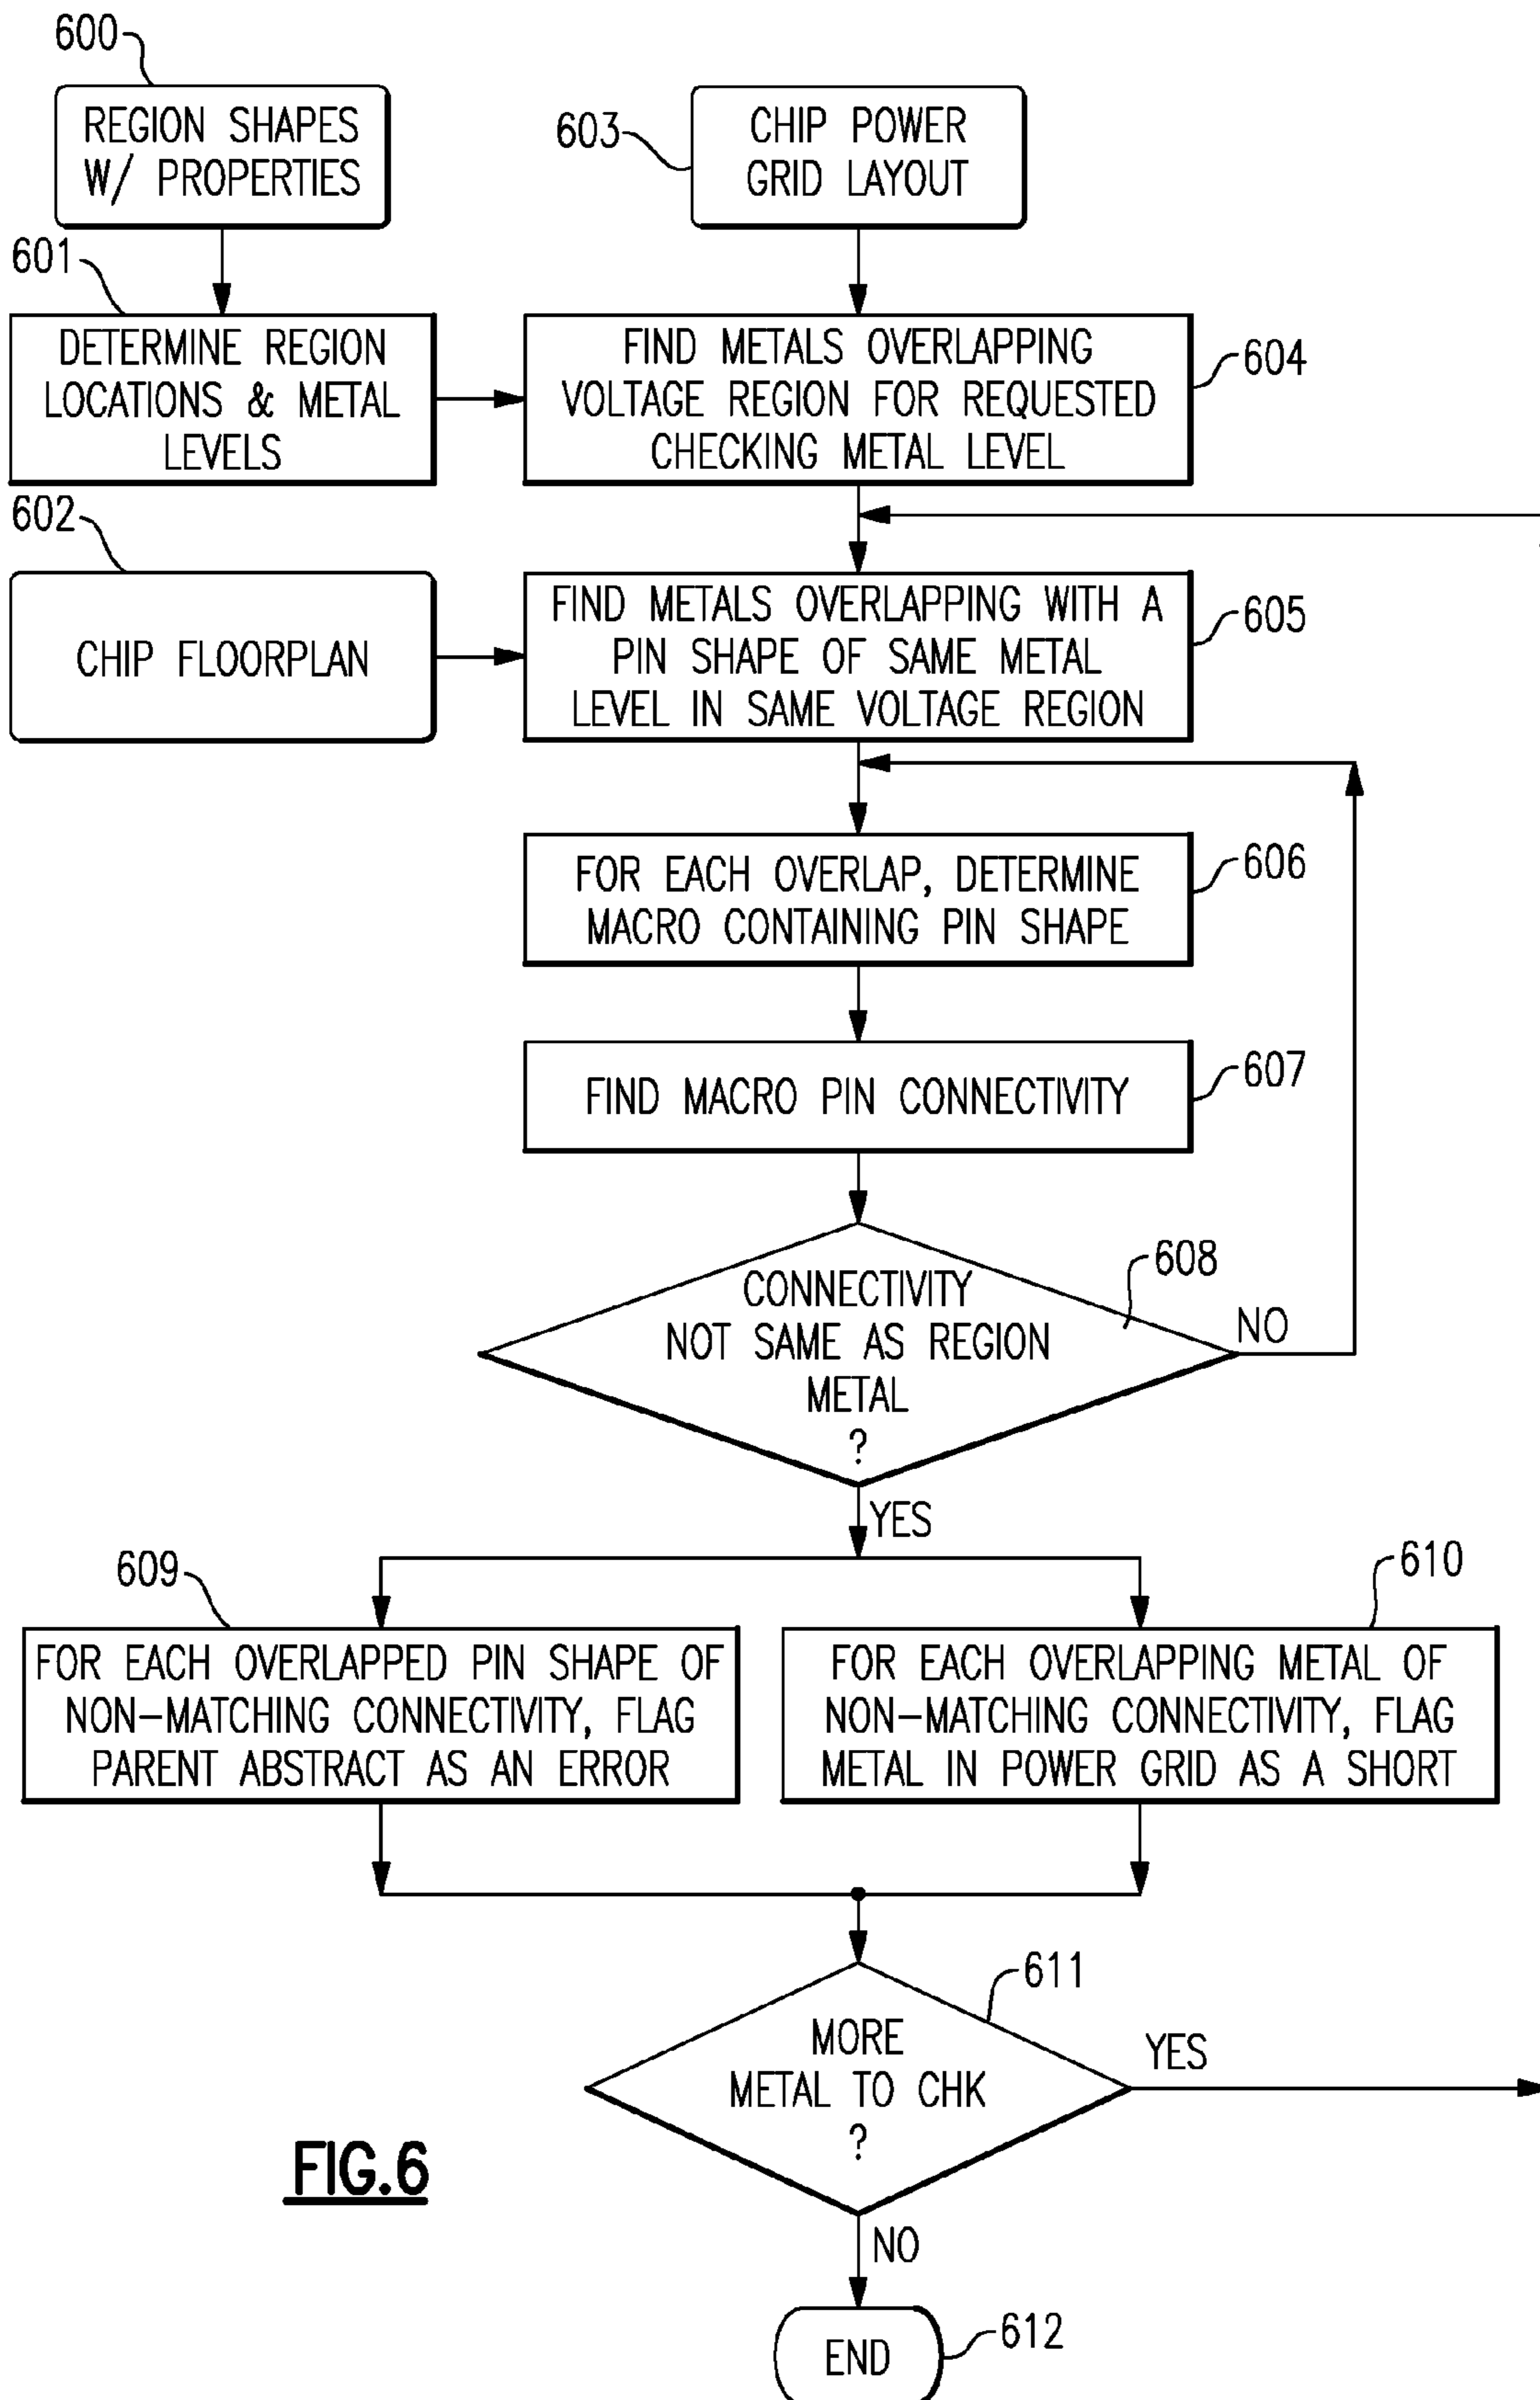 600
REGION SHAPES
W/ PROPERTIES
603
CHIP POWER
GRID LAYOUT
601
DETERMINE REGION
LOCATIONS & METAL
LEVELS
FIND METALS OVERLAPPING
VOLTAGE REGION FOR REQUESTED
CHECKING METAL LEVEL
604
602
CHIP FLOORPLAN
FIND METALS OVERLAPPING WITH A
PIN SHAPE OF SAME METAL
LEVEL IN SAME VOLTAGE REGION
605
FOR EACH OVERLAP, DETERMINE
MACRO CONTAINING PIN SHAPE
606
FIND MACRO PIN CONNECTIVITY
607
CONNECTIVITY
NOT SAME AS REGION
METAL
?
608
NO
YES
609
FOR EACH OVERLAPPED PIN SHAPE OF
NON-MATCHING CONNECTIVITY, FLAG
PARENT ABSTRACT AS AN ERROR
610
FOR EACH OVERLAPPING METAL OF
NON-MATCHING CONNECTIVITY, FLAG
METAL IN POWER GRID AS A SHORT
611
MORE
METAL TO CHK
?
YES
NO
END
612
FIG.6